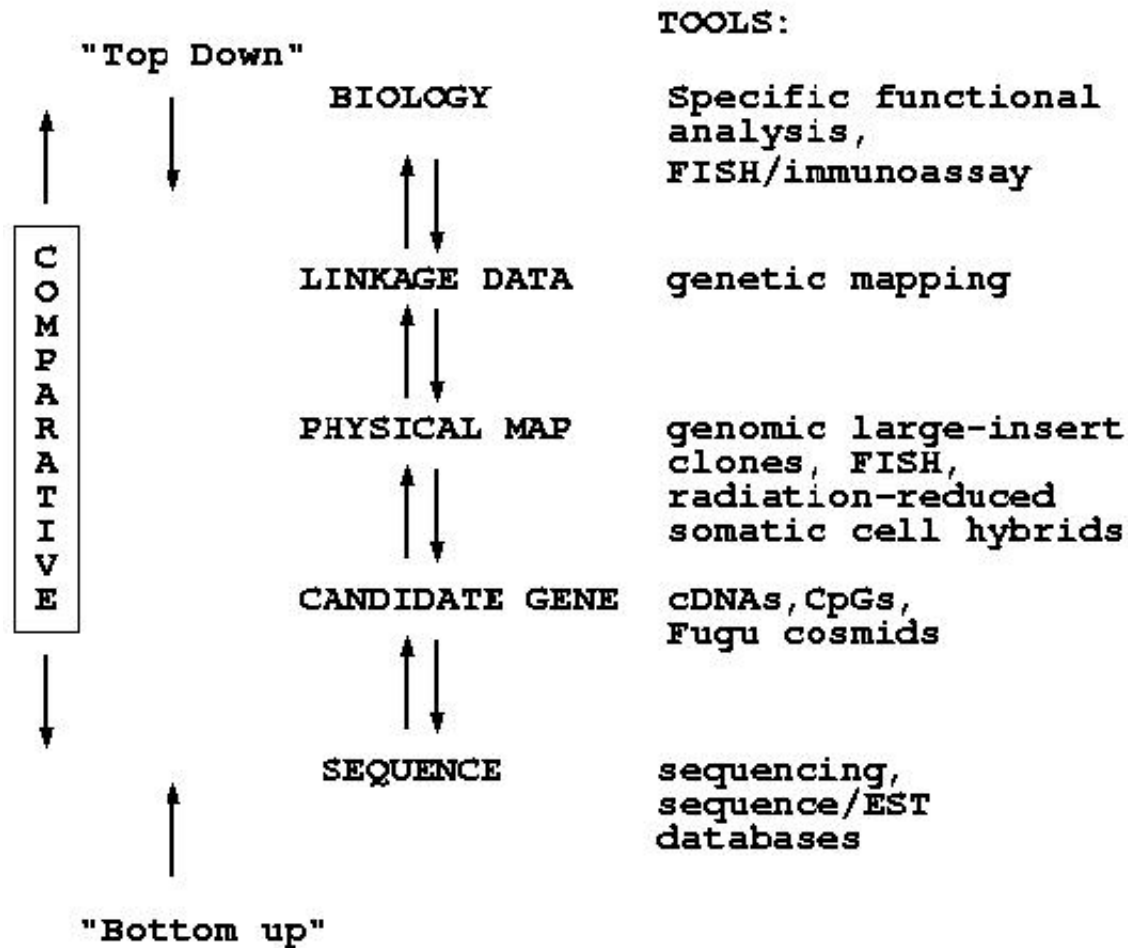 TOOLS:
"Top Down"
BIOLOGY
Specific functional
analysis,
FISH/immunoassay
COMPARATIVE
LINKAGE DATA
genetic mapping
PHYSICAL MAP
genomic large-insert
clones, FISH,
radiation-reduced
somatic cell hybrids
CANDIDATE GENE
cDNAs,CpGs,
Fugu cosmids
SEQUENCE
sequencing,
sequence/EST
databases
"Bottom up"